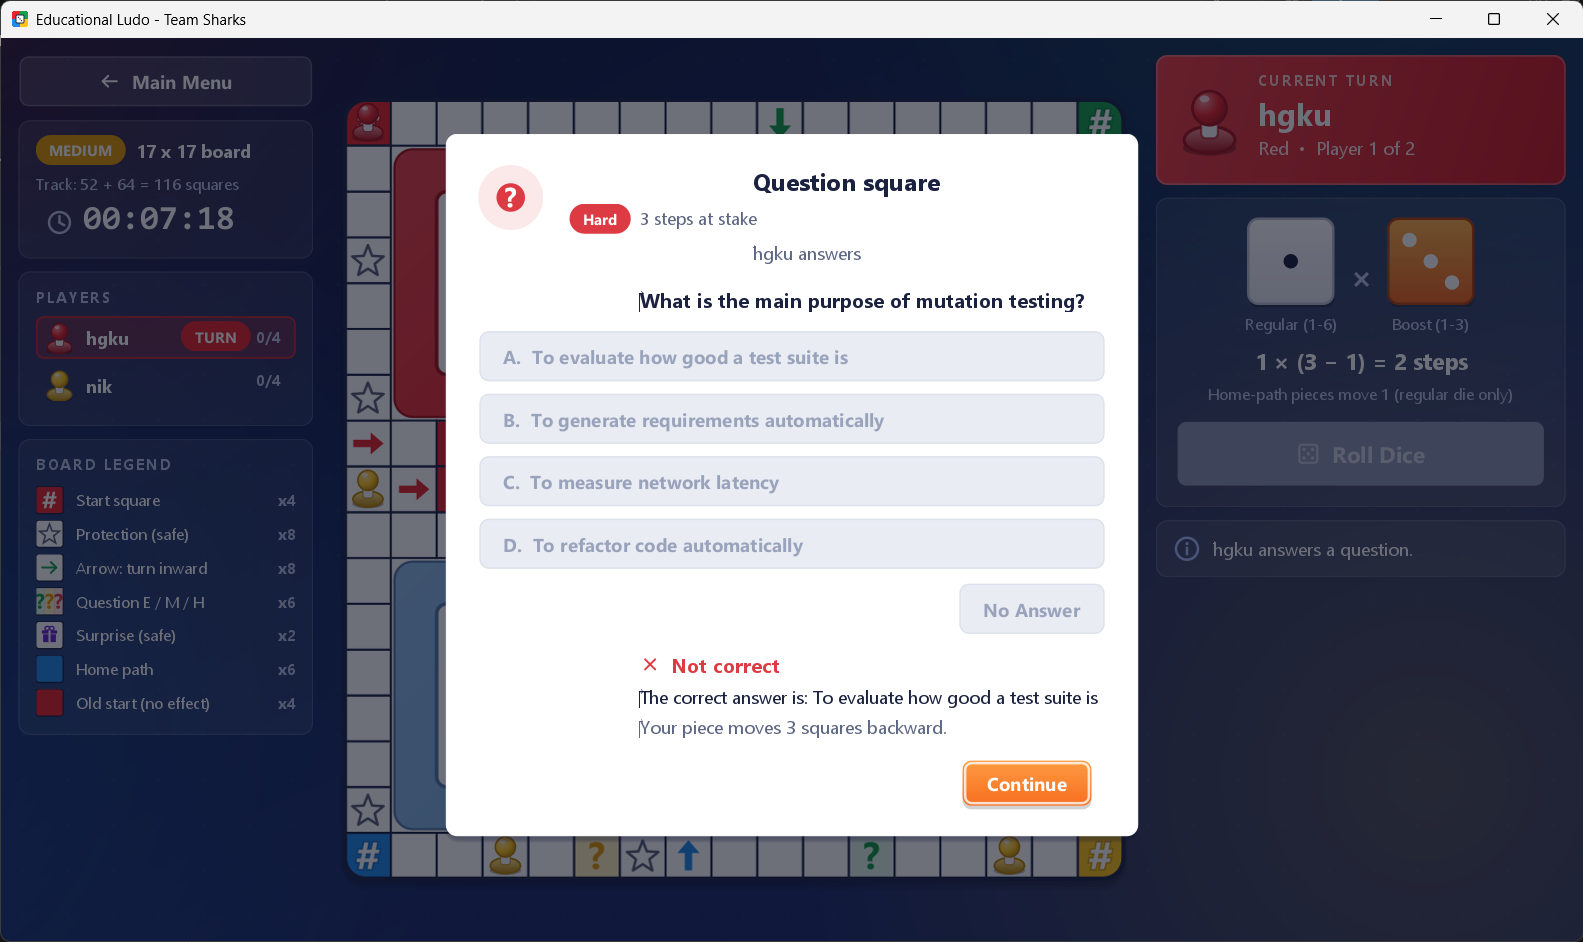 Educational Ludo - Team Sharks
← Main Menu
MEDIUM 17 x 17 board
Track: 52 + 64 = 116 squares
00:07:18
PLAYERS
hgku TURN 0/4
nik 0/4
BOARD LEGEND
# Start square x4
Protection (safe) x8
→ Arrow: turn inward x8
??? Question E / M / H x6
Surprise (safe) x2
Home path x6
Old start (no effect) x4
#
#
? ?
#
?
Question square
Hard 3 steps at stake
hgku answers
What is the main purpose of mutation testing?
A. To evaluate how good a test suite is
B. To generate requirements automatically
C. To measure network latency
D. To refactor code automatically
No Answer
✕ Not correct
The correct answer is: To evaluate how good a test suite is
Your piece moves 3 squares backward.
Continue
CURRENT TURN
hgku
Red • Player 1 of 2
×
Regular (1-6) Boost (1-3)
1 × (3 − 1) = 2 steps
Home-path pieces move 1 (regular die only)
Roll Dice
hgku answers a question.